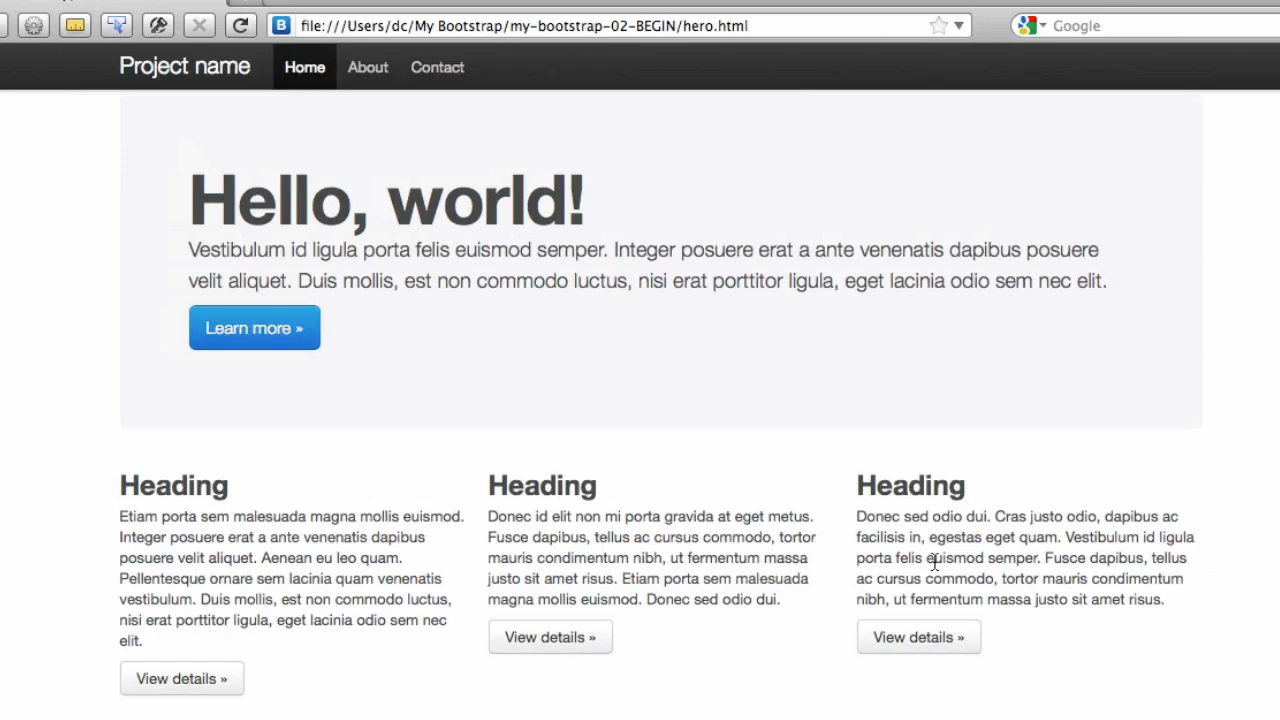 file:///Users/dc/My Bootstrap/my-bootstrap-02-BEGIN/hero.html
Google
Project name
Home
About
Contact
Hello, world!
Vestibulum id ligula porta felis euismod semper. Integer posuere erat a ante venenatis dapibus posuere
velit aliquet. Duis mollis, est non commodo luctus, nisi erat porttitor ligula, eget lacinia odio sem nec elit.
Learn more »
Heading
Etiam porta sem malesuada magna mollis euismod.
Integer posuere erat a ante venenatis dapibus
posuere velit aliquet. Aenean eu leo quam.
Pellentesque ornare sem lacinia quam venenatis
vestibulum. Duis mollis, est non commodo luctus,
nisi erat porttitor ligula, eget lacinia odio sem nec
elit.
View details »
Heading
Donec id elit non mi porta gravida at eget metus.
Fusce dapibus, tellus ac cursus commodo, tortor
mauris condimentum nibh, ut fermentum massa
justo sit amet risus. Etiam porta sem malesuada
magna mollis euismod. Donec sed odio dui.
View details »
Heading
Donec sed odio dui. Cras justo odio, dapibus ac
facilisis in, egestas eget quam. Vestibulum id ligula
porta felis euismod semper. Fusce dapibus, tellus
ac cursus commodo, tortor mauris condimentum
nibh, ut fermentum massa justo sit amet risus.
View details »